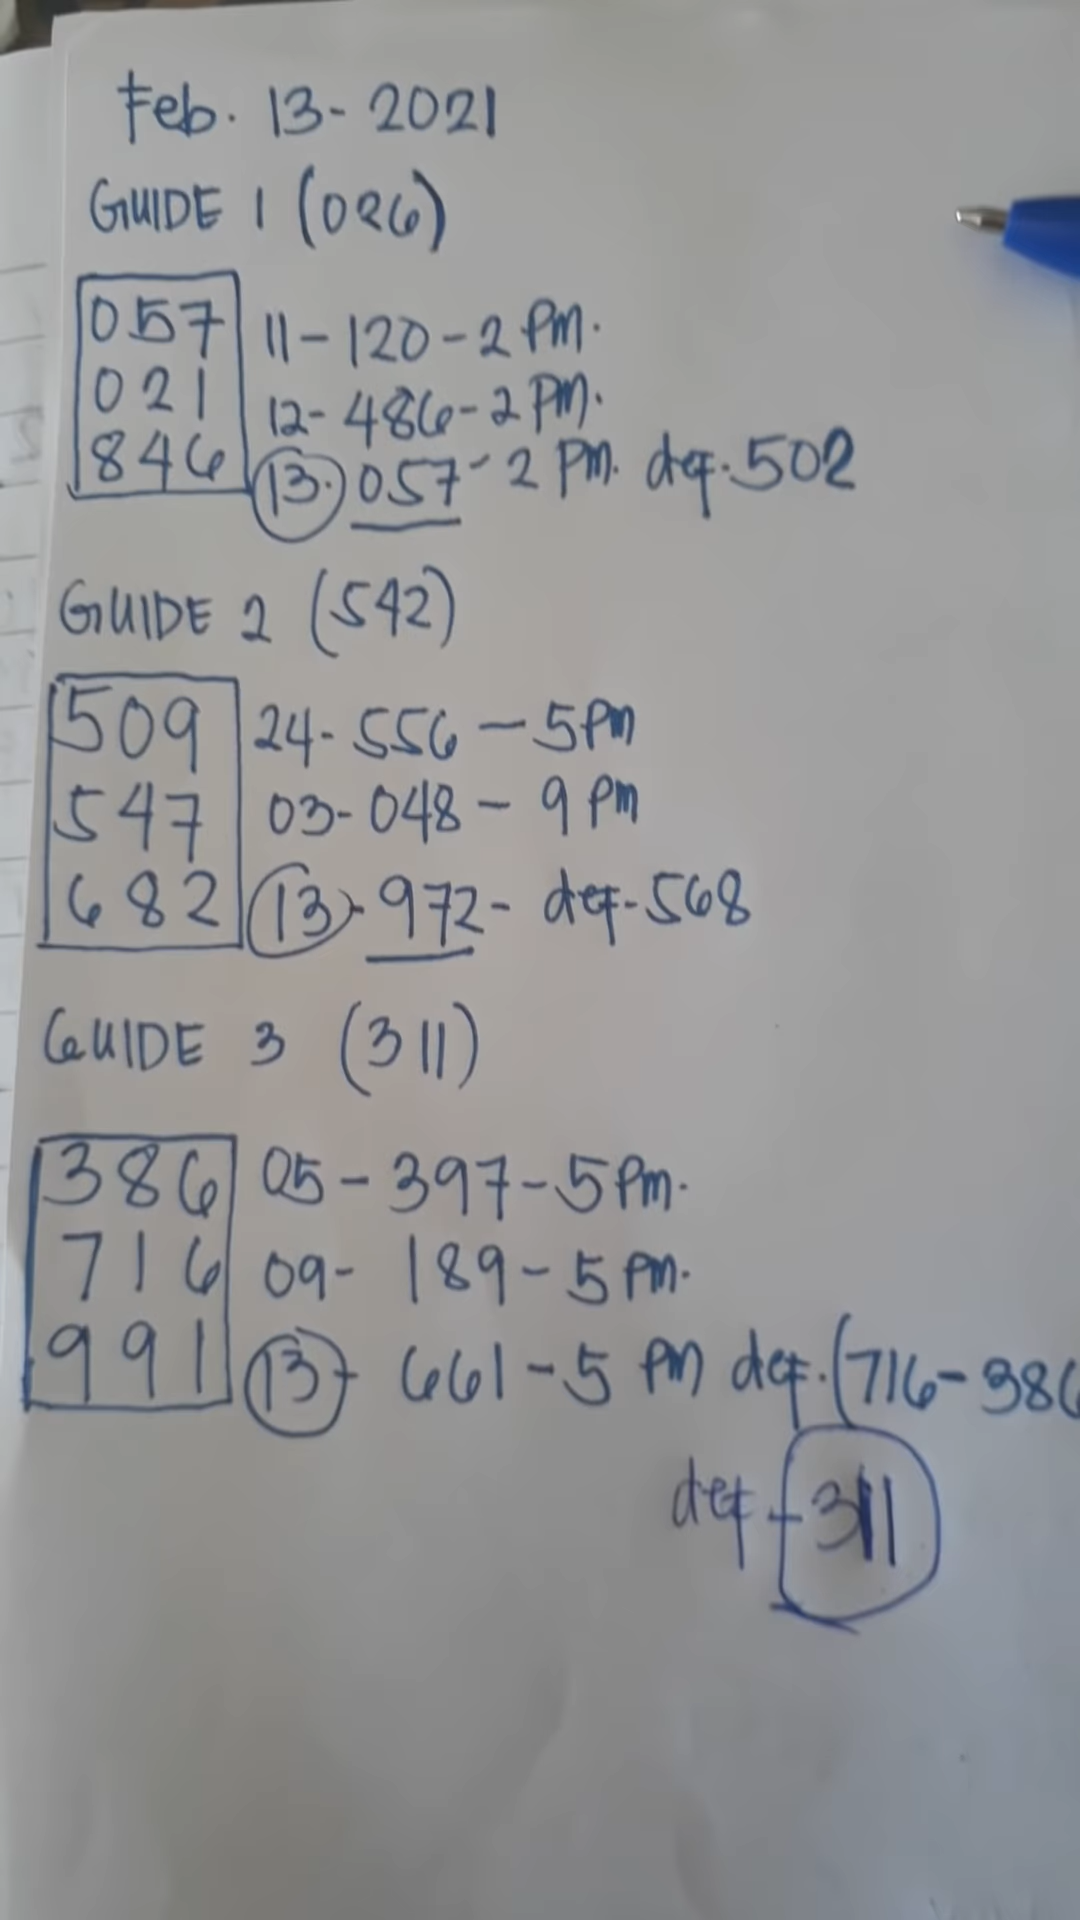 Feb. 13-2021
GUIDE 1 (026)
057 11-120-2 PM.
021 12-486-2 PM.
846 13. 057-2 PM. def.502
GUIDE 2 (542)
509 24-556-5PM
547 03-048-9PM
682 13-972-def-568
GUIDE 3 (311)
386 05-397-5PM.
716 09-189-5PM.
991 13-661-5 PM def.(716-386
def-311